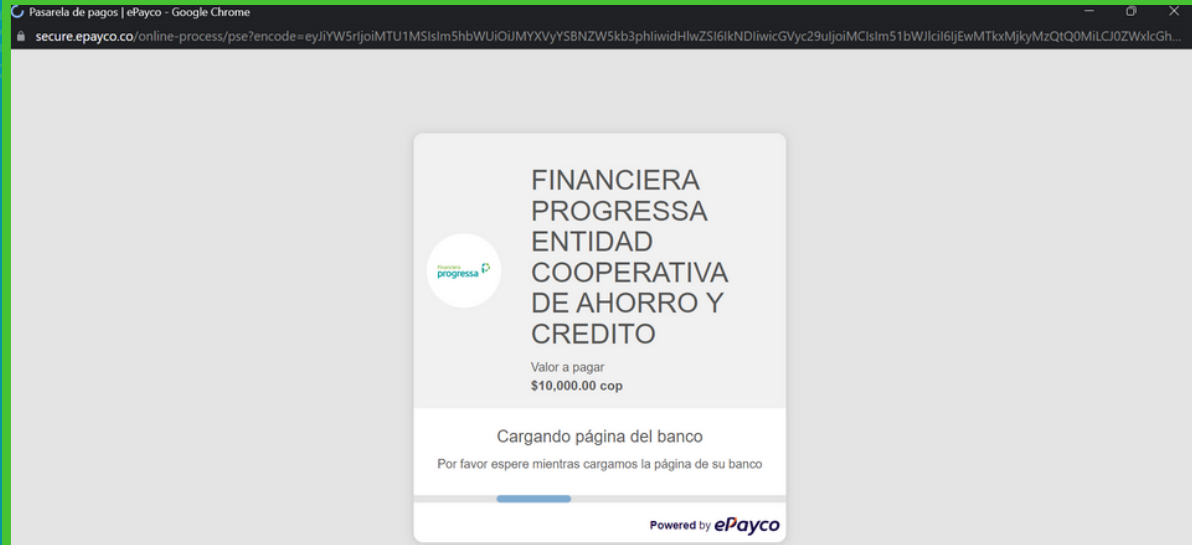 Pasarela de pagos | ePayco - Google Chrome
secure.epayco.co/online-process/pse?encode=eyJiYW5rIjoiMTU1MSIsIm5hbWUiOiJMYXVyYSBNZW5kb3phIiwidHlwZSI6IkNDIiwicGVyc29uIjoiMCIsIm51bWJlciI6IjEwMTkxMjkyMzQtQ0MiLCJ0ZWxlcGh...
FINANCIERA
PROGRESSA
ENTIDAD
COOPERATIVA
DE AHORRO Y
CREDITO
Financiera
progressa
Valor a pagar
$10,000.00 cop
Cargando página del banco
Por favor espere mientras cargamos la página de su banco
Powered by ePayco